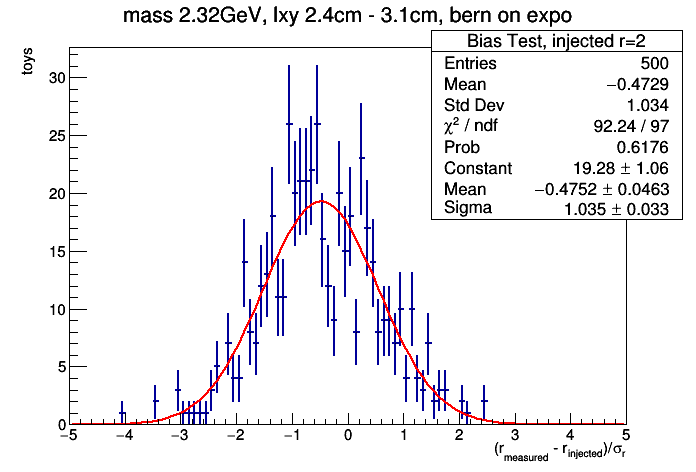 mass 2.32GeV, lxy 2.4cm - 3.1cm, bern on expo
Bias Test, injected r=2
Entries 500
Mean −0.4729
Std Dev 1.034
χ² / ndf 92.24 / 97
Prob 0.6176
Constant 19.28 ± 1.06
Mean −0.4752 ± 0.0463
Sigma 1.035 ± 0.033
toys
30
25
20
15
10
5
0
−5 −4 −3 −2 −1 0 1 2 3 4 5
(r_measured - r_injected)/σ_r